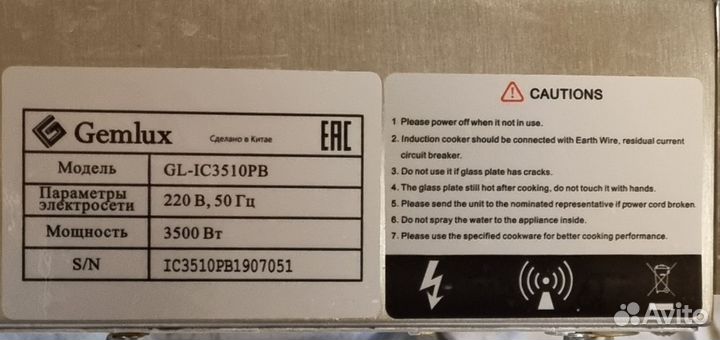 Gemlux Сделано в Китае EAC
Модель GL-IC3510PB
Параметры электросети 220 В, 50 Гц
Мощность 3500 Вт
S/N IC3510PB1907051
CAUTIONS
1 Please power off when it not in use.
2. Induction cooker should be connected with Earth Wire, residual current
circuit breaker.
3. Do not use if glass plate has cracks.
4. The glass plate still hot after cooking, do not touch it with hands.
5. Please send the unit to the nominated representative if power cord broken.
6. Do not spray the water to the appliance inside.
7. Please use the specified cookware for better cooking performance.
Avito